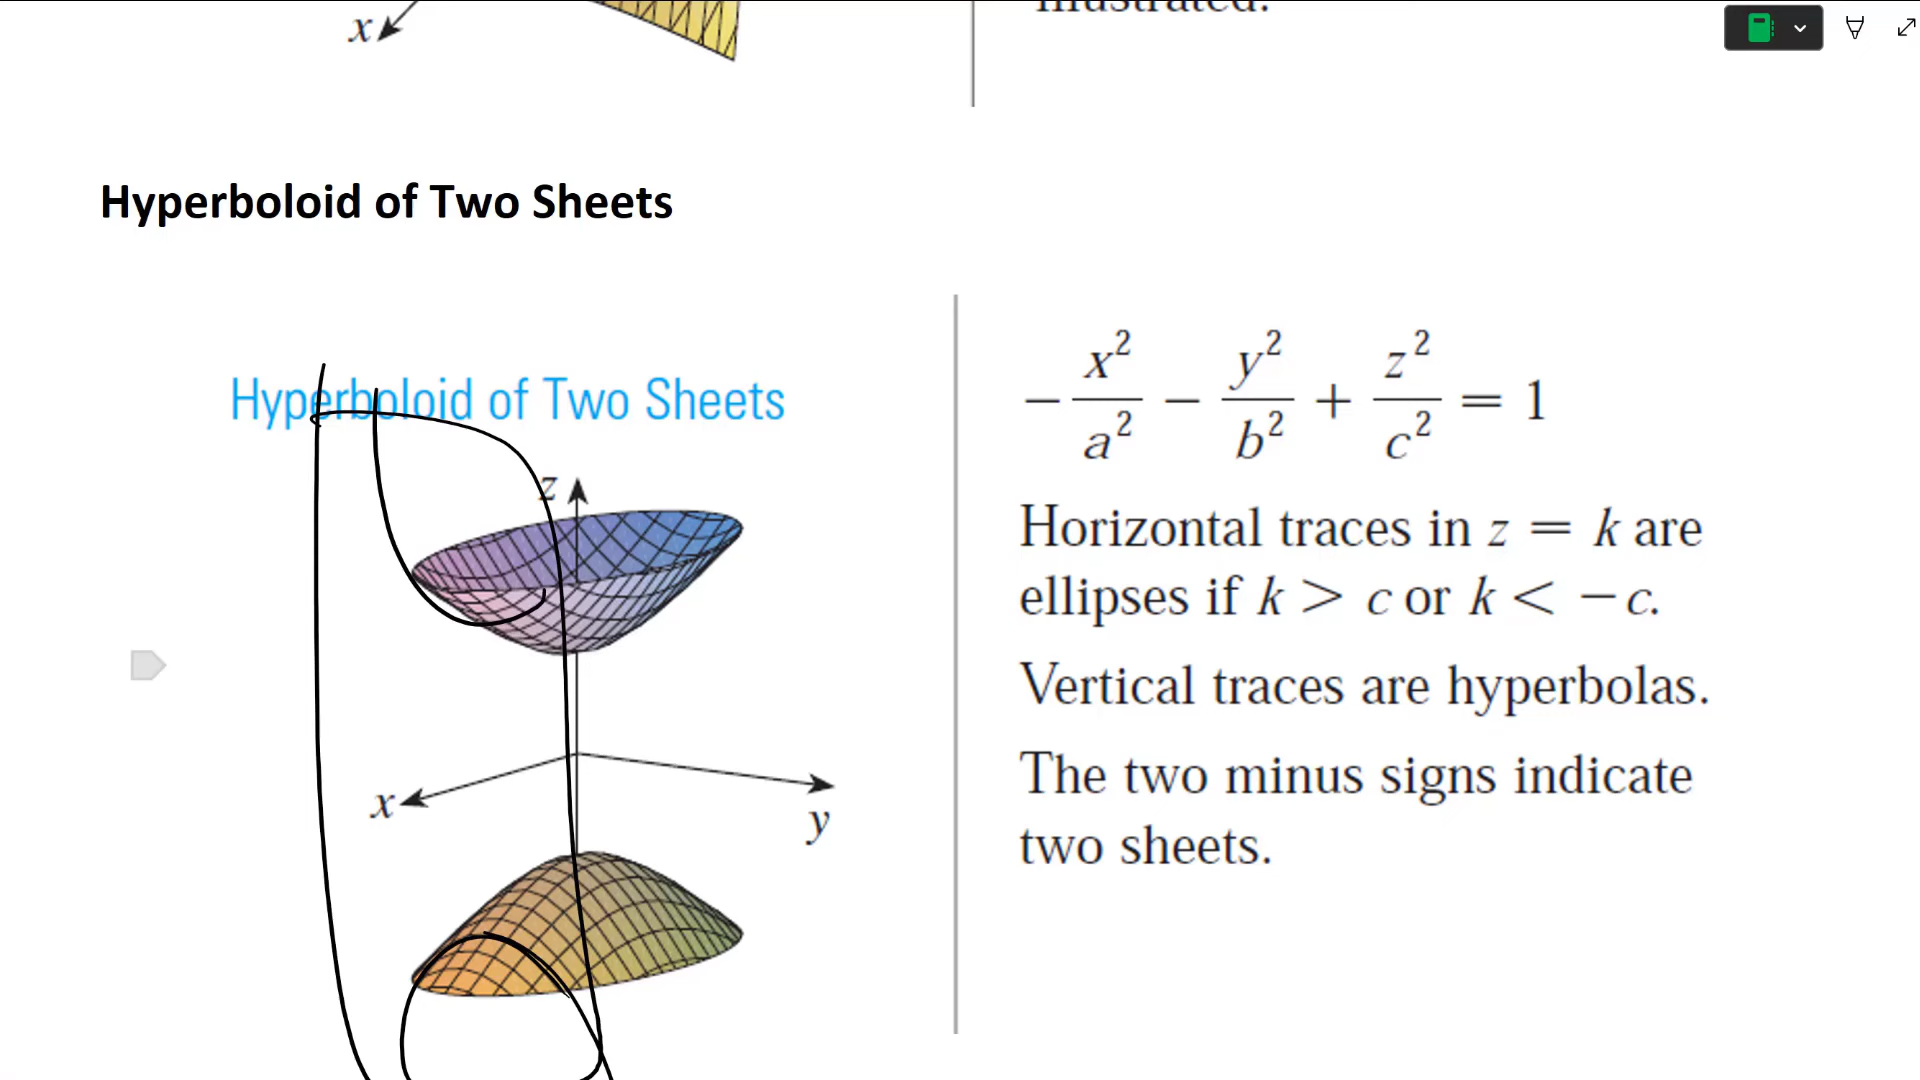 x
illustrated.
Hyperboloid of Two Sheets
Hyperboloid of Two Sheets
z
x
y
− x²/a² − y²/b² + z²/c² = 1
Horizontal traces in z = k are
ellipses if k > c or k < −c.
Vertical traces are hyperbolas.
The two minus signs indicate
two sheets.